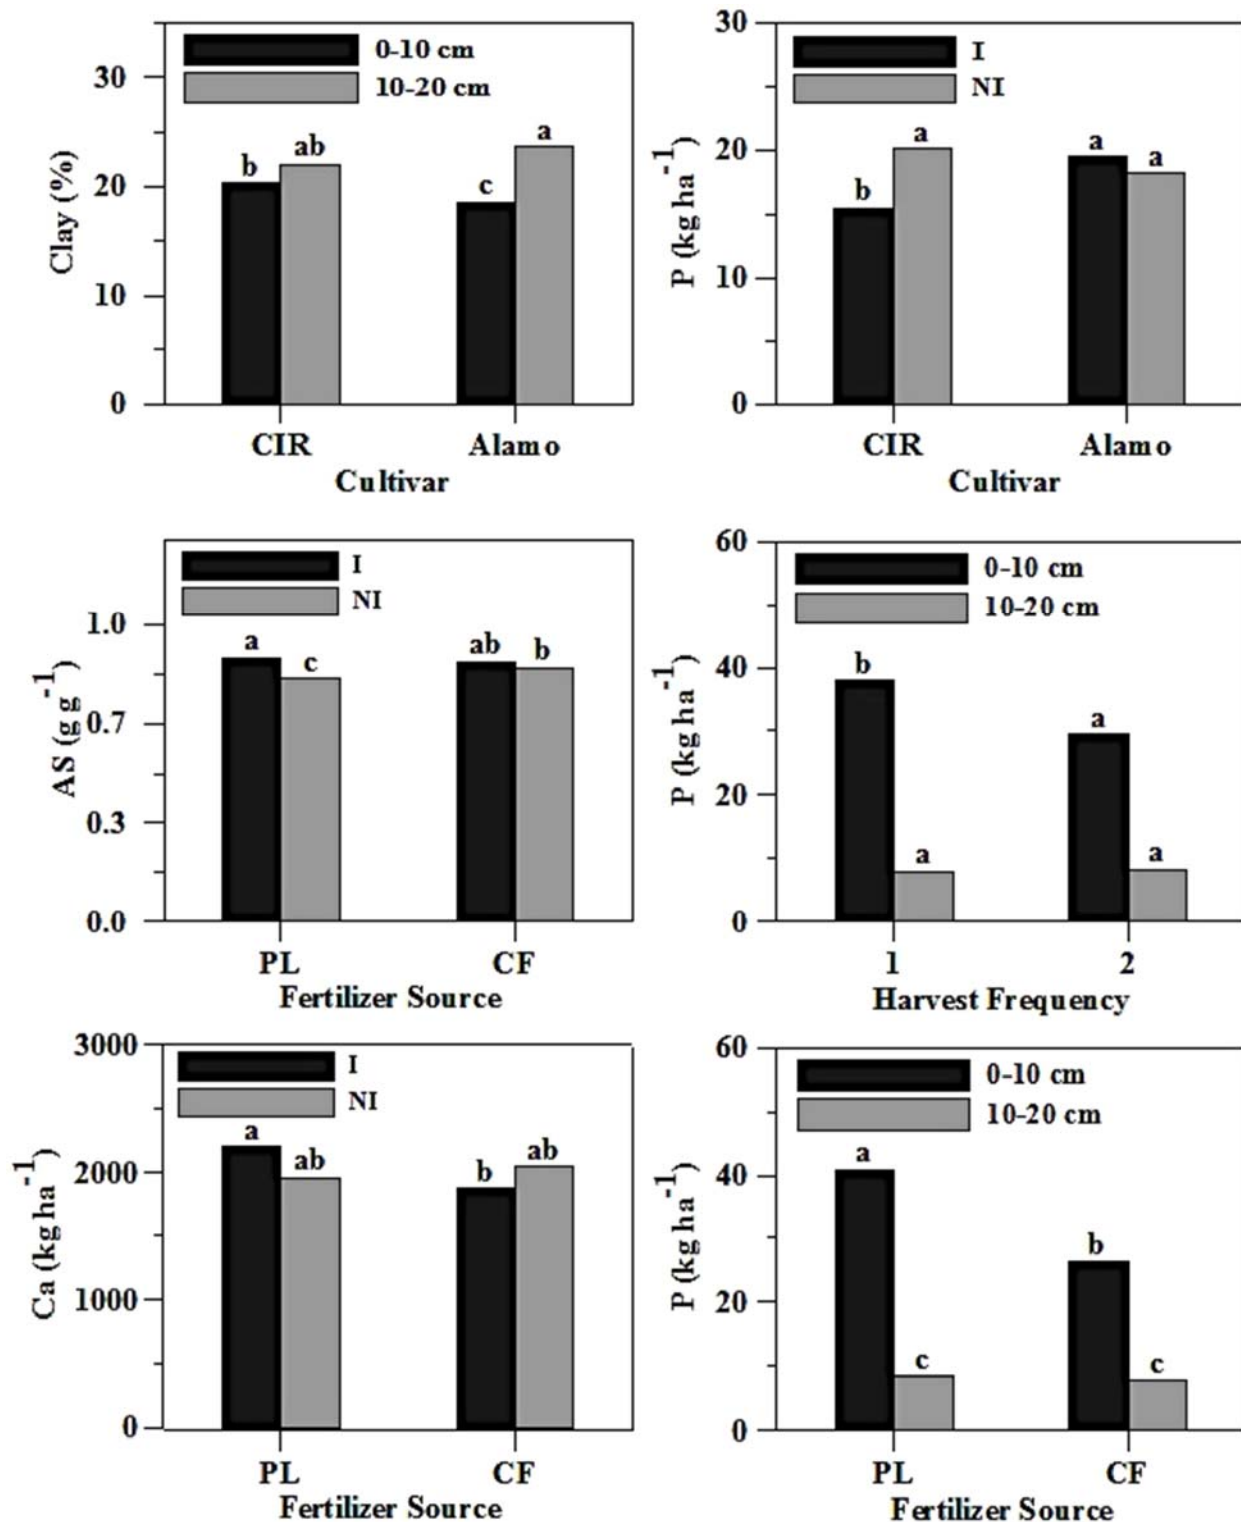 0-10 cm
10-20 cm
Clay (%)
30
20
10
0
b
ab
c
a
CIR
Alamo
Cultivar
I
NI
P (kg ha-1)
30
20
10
0
b
a
a
a
CIR
Alamo
Cultivar
I
NI
AS (g g-1)
1.0
0.7
0.3
0.0
a
c
ab
b
PL
CF
Fertilizer Source
0-10 cm
10-20 cm
P (kg ha-1)
60
40
20
0
b
a
a
a
1
2
Harvest Frequency
I
NI
Ca (kg ha-1)
3000
2000
1000
0
a
ab
b
ab
PL
CF
Fertilizer Source
0-10 cm
10-20 cm
P (kg ha-1)
60
40
20
0
a
c
b
c
PL
CF
Fertilizer Source